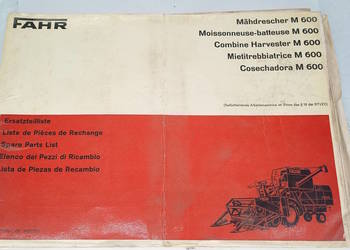 FAHR
Mähdrescher M 600
Moissonneuse-batteuse M 600
Combine Harvester M 600
Mietitrebbiatrice M 600
Cosechadora M 600
Ersatzteilliste
Liste de Pièces de Rechange
Spare Parts List
Elenco dei Pezzi di Ricambio
Lista de Piezas de Recambio